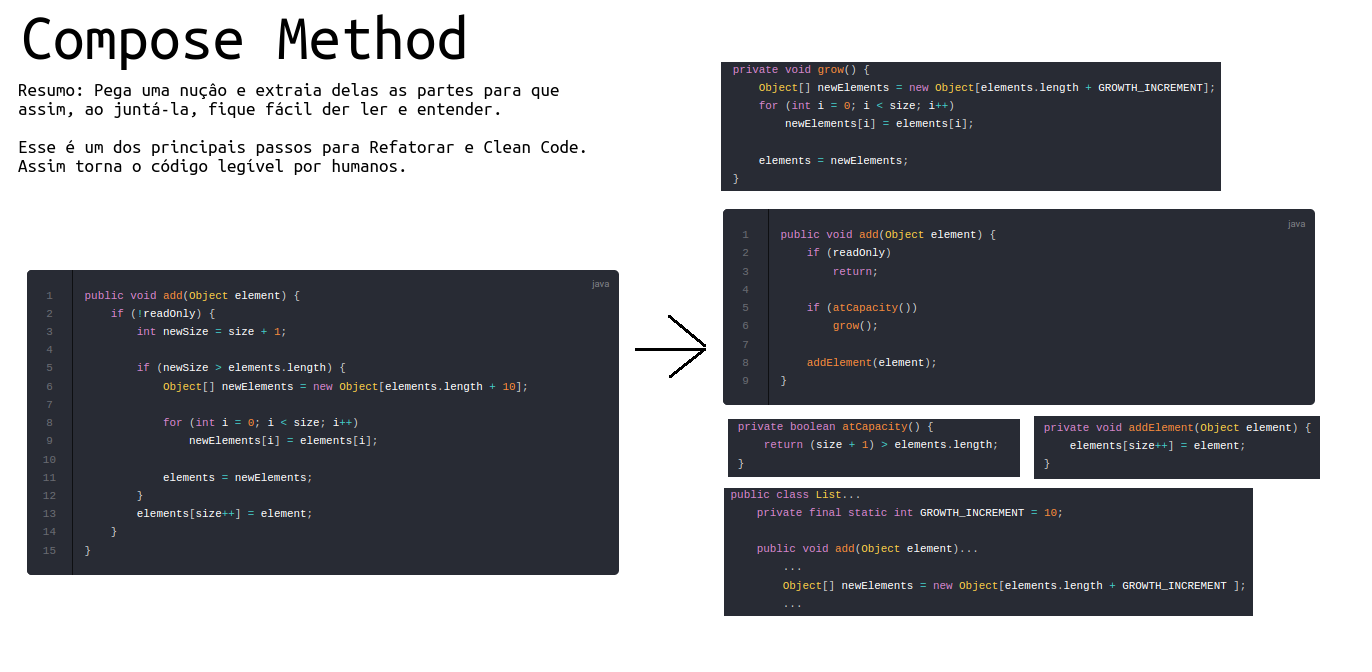 Compose Method
Resumo: Pega uma nução e extraia delas as partes para que
assim, ao juntá-la, fique fácil der ler e entender.
Esse é um dos principais passos para Refatorar e Clean Code.
Assim torna o código legível por humanos.
java
1 public void add(Object element) {
2 if (!readOnly) {
3 int newSize = size + 1;
4
5 if (newSize > elements.length) {
6 Object[] newElements = new Object[elements.length + 10];
7
8 for (int i = 0; i < size; i++)
9 newElements[i] = elements[i];
10
11 elements = newElements;
12 }
13 elements[size++] = element;
14 }
15 }
private void grow() {
Object[] newElements = new Object[elements.length + GROWTH_INCREMENT];
for (int i = 0; i < size; i++)
newElements[i] = elements[i];
elements = newElements;
}
java
1 public void add(Object element) {
2 if (readOnly)
3 return;
4
5 if (atCapacity())
6 grow();
7
8 addElement(element);
9 }
private boolean atCapacity() {
return (size + 1) > elements.length;
}
private void addElement(Object element) {
elements[size++] = element;
}
public class List...
private final static int GROWTH_INCREMENT = 10;
public void add(Object element)...
...
Object[] newElements = new Object[elements.length + GROWTH_INCREMENT ];
...